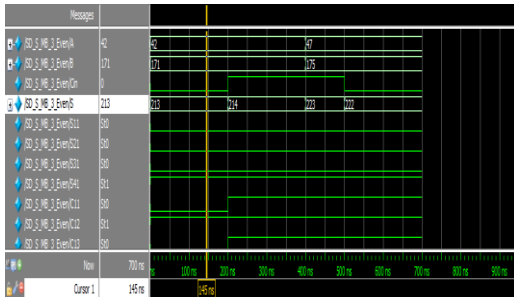 Messages
/SD_S_MB_3_Even/A 42 42 47
/SD_S_MB_3_Even/B 171 171 175
/SD_S_MB_3_Even/Cin 0
/SD_S_MB_3_Even/S 213 213 214 223 222
/SD_S_MB_3_Even/S11 St0
/SD_S_MB_3_Even/S21 St0
/SD_S_MB_3_Even/S31 St0
/SD_S_MB_3_Even/S41 St1
/SD_S_MB_3_Even/C11 St0
/SD_S_MB_3_Even/C12 St1
/SD_S_MB_3_Even/C13 St0
Now 700 ns ns 100 ns 200 ns 300 ns 400 ns 500 ns 600 ns 700 ns 800 ns 900 ns
Cursor 1 145 ns 145 ns